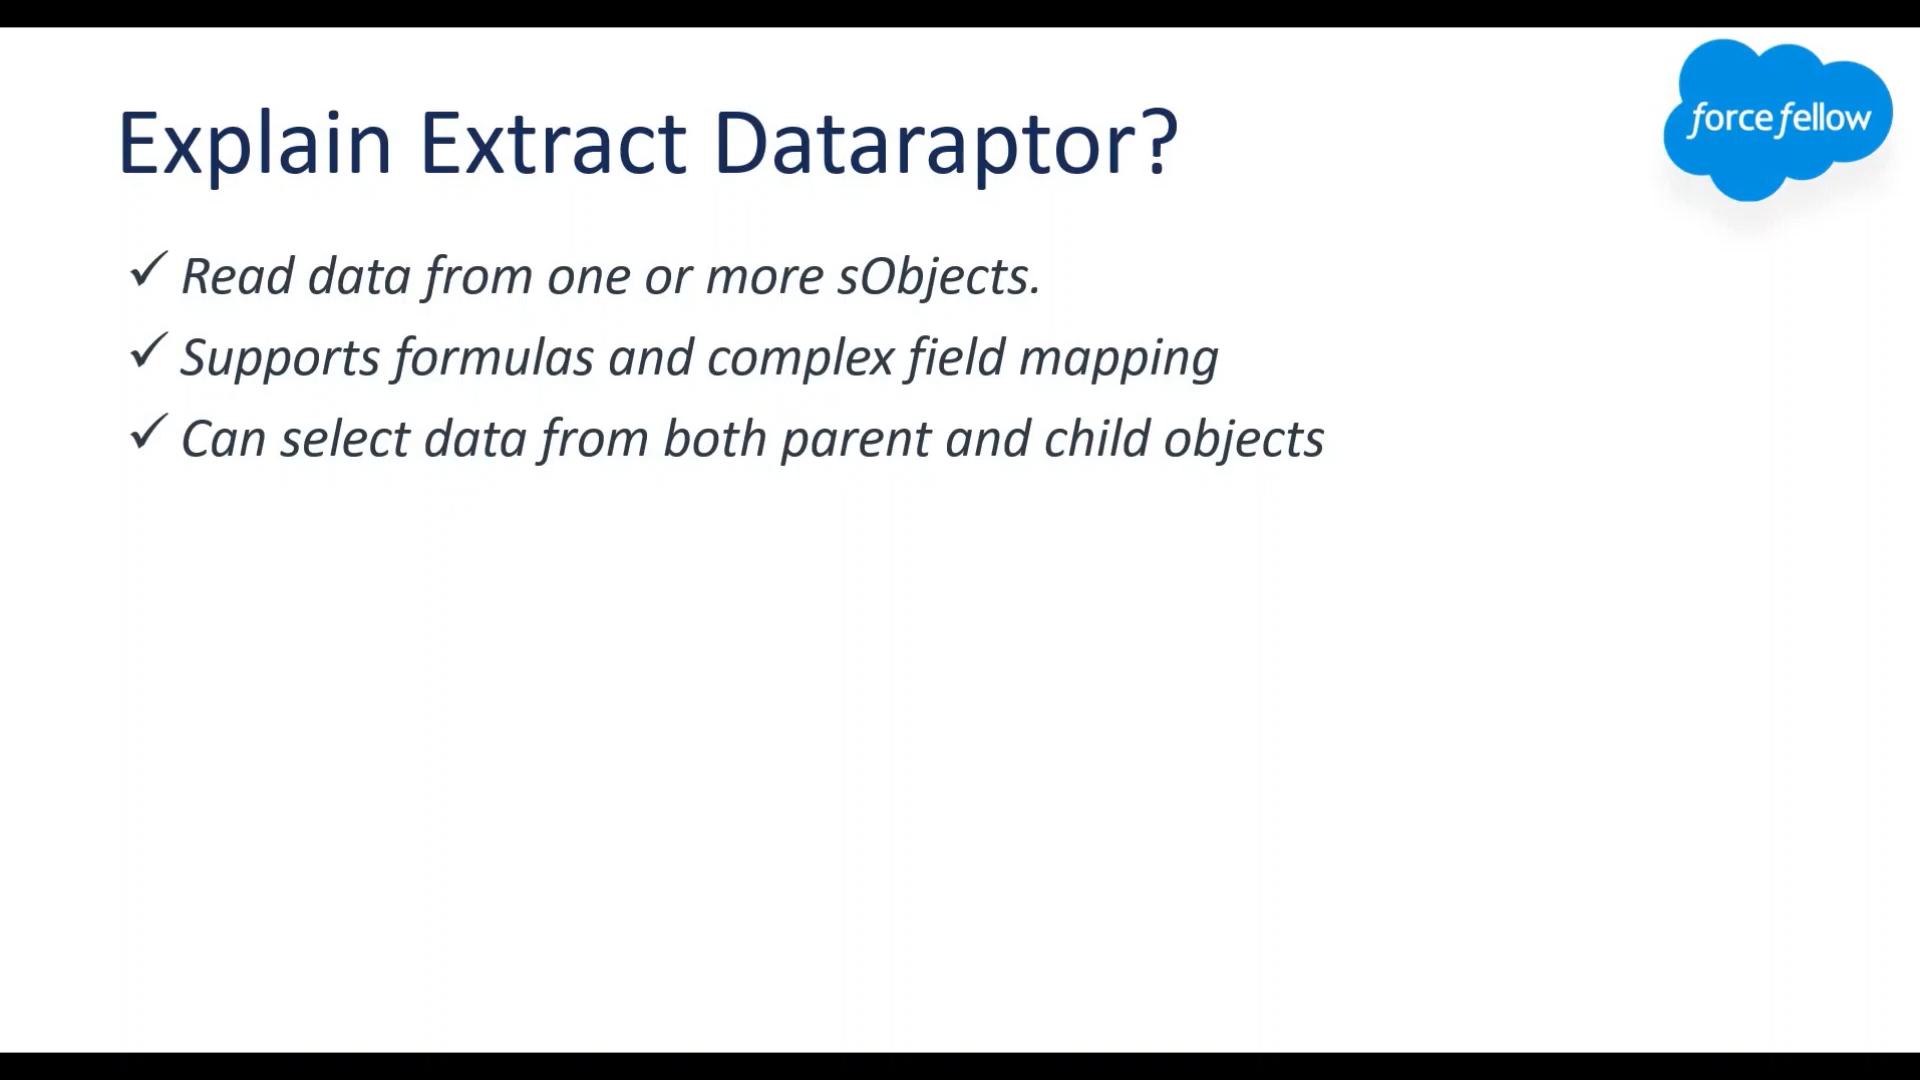 Explain Extract Dataraptor?
force fellow
✓ Read data from one or more sObjects.
✓ Supports formulas and complex field mapping
✓ Can select data from both parent and child objects